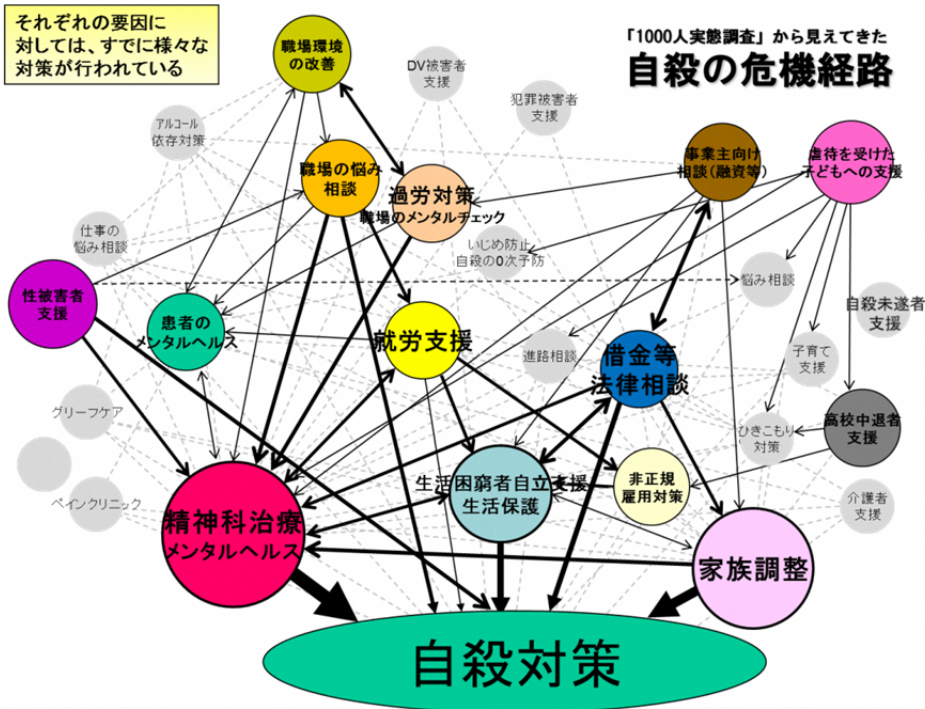 それぞれの要因に
対しては、すでに様々な
対策が行われている
「1000人実態調査」から見えてきた
自殺の危機経路
職場環境
の改善
DV被害者
支援
犯罪被害者
支援
アルコール
依存対策
職場の悩み
相談
過労対策
職場のメンタルチェック
事業主向け
相談(融資等)
虐待を受けた
子どもへの支援
仕事の
悩み相談
いじめ防止
自殺の0次予防
悩み相談
性被害者
支援
患者の
メンタルヘルス
就労支援
進路相談
借金等
法律相談
自殺未遂者
支援
子育て
支援
グリーフケア
ひきこもり
対策
高校中退者
支援
ペインクリニック
精神科治療
メンタルヘルス
生活困窮者自立支援
生活保護
非正規
雇用対策
介護者
支援
家族調整
自殺対策